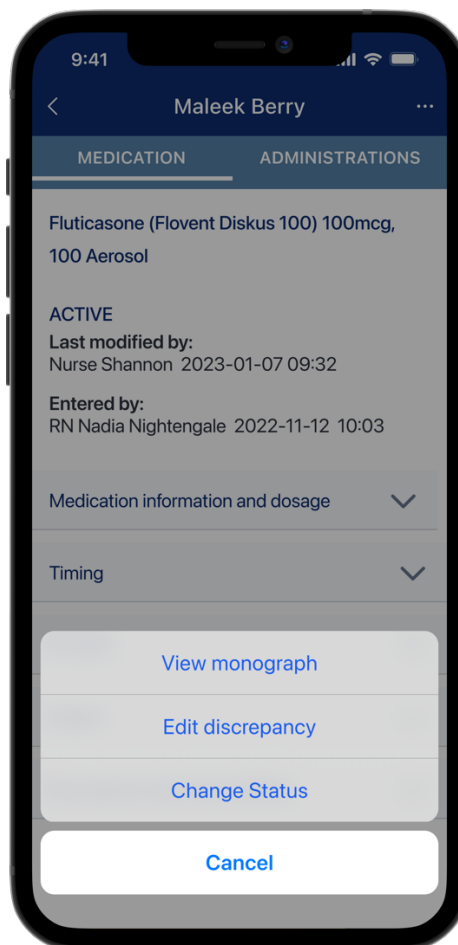 9:41
Maleek Berry
MEDICATION ADMINISTRATIONS
Fluticasone (Flovent Diskus 100) 100mcg,
100 Aerosol
ACTIVE
Last modified by:
Nurse Shannon 2023-01-07 09:32
Entered by:
RN Nadia Nightengale 2022-11-12 10:03
Medication information and dosage
Timing
View monograph
Edit discrepancy
Change Status
Cancel